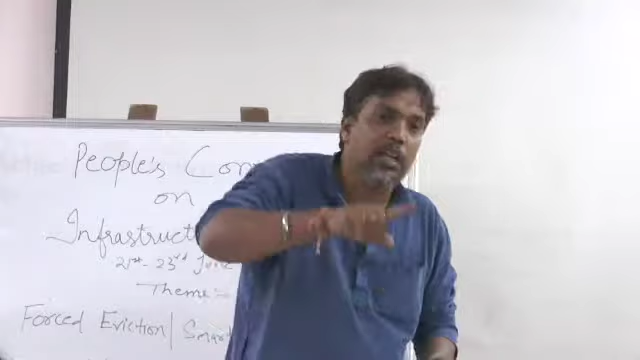 People's Con
on
Infrastruct
21st - 23rd June
Theme :-
Forced Eviction | Smart